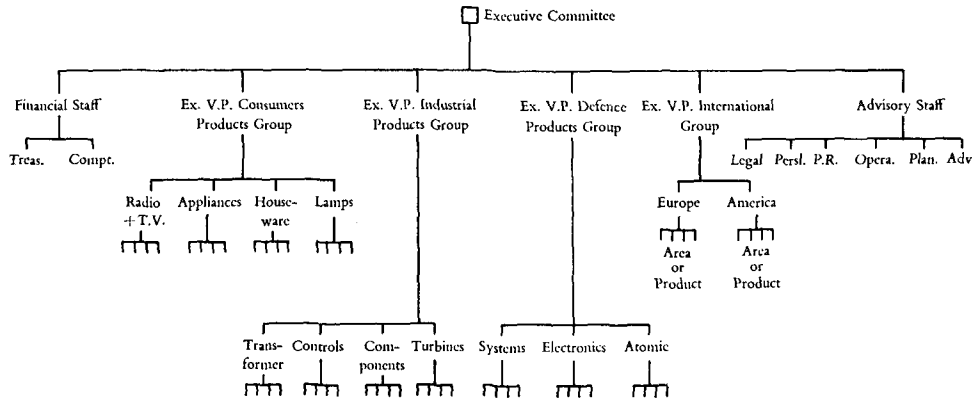 Executive Committee
Financial Staff
Ex. V.P. Consumers
Products Group
Ex. V.P. Industrial
Products Group
Ex. V.P. Defence
Products Group
Ex. V.P. International
Group
Advisory Staff
Treas.
Compt.
Legal
Persl.
P.R.
Opera.
Plan.
Adv
Radio
+T.V.
Appliances
House-
ware
Lamps
Europe
America
Area
or
Product
Area
or
Product
Trans-
former
Controls
Com-
ponents
Turbines
Systems
Electronics
Atomic